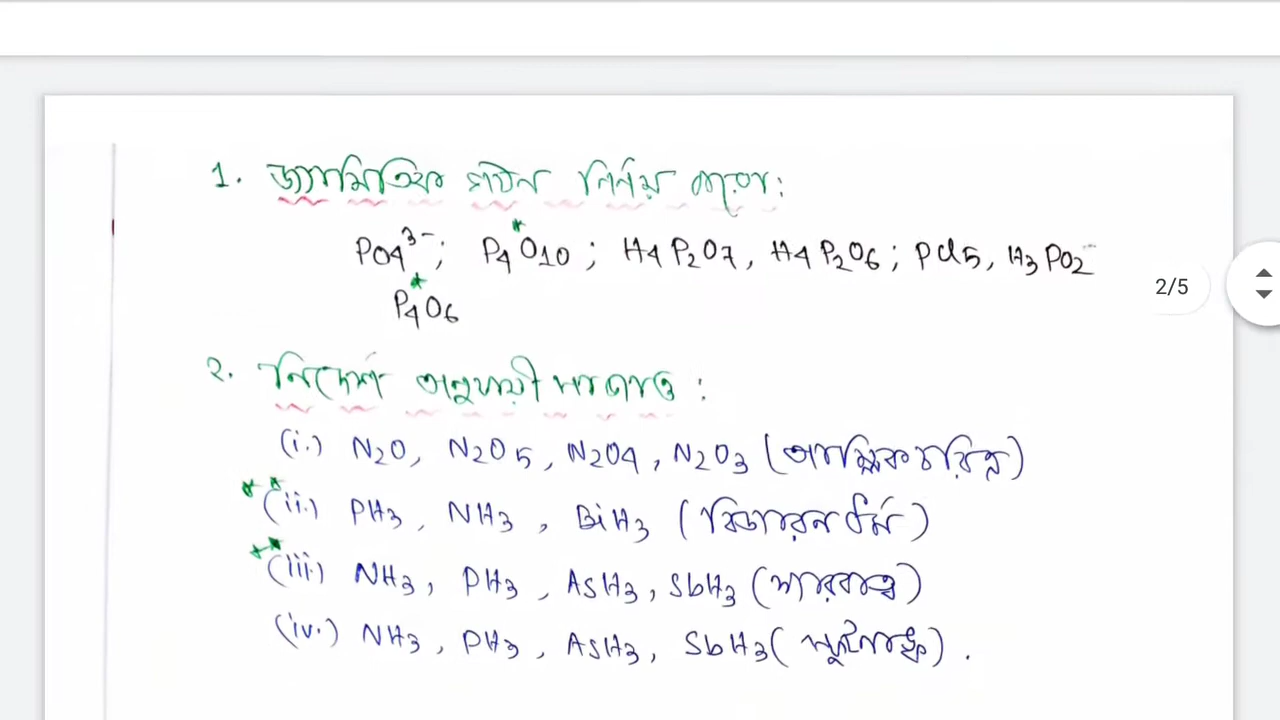 1. জ্যামিতিক গঠন নির্ণয় করো:
PO4^3-; P4O10; H4P2O7, H4P2O6; PCl5, H3PO2
P4O6
2/5
২. নির্দেশ অনুযায়ী সাজাও:
(i.) N2O, N2O5, N2O4, N2O3 (আম্লিক চরিত্র)
(ii.) PH3, NH3, BiH3 (বিজারন ধর্ম)
(iii.) NH3, PH3, AsH3, SbH3 (ক্ষারকত্ব)
(iv.) NH3, PH3, AsH3, SbH3 (স্ফুটনাঙ্ক).